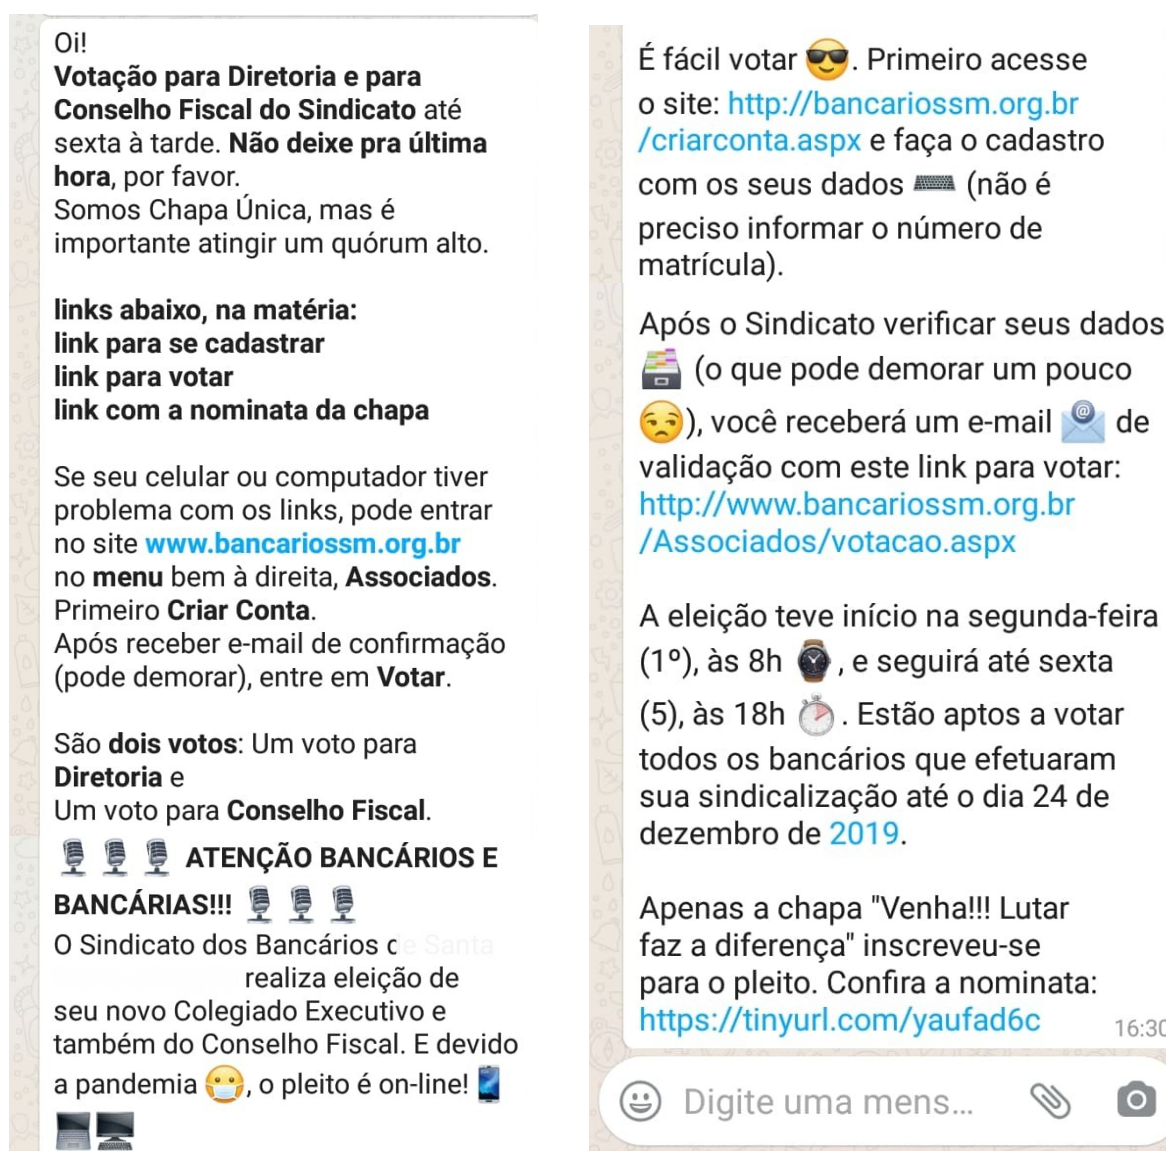 Oi!
Votação para Diretoria e para
Conselho Fiscal do Sindicato até
sexta à tarde. Não deixe pra última
hora, por favor.
Somos Chapa Única, mas é
importante atingir um quórum alto.
links abaixo, na matéria:
link para se cadastrar
link para votar
link com a nominata da chapa
Se seu celular ou computador tiver
problema com os links, pode entrar
no site www.bancariossm.org.br
no menu bem à direita, Associados.
Primeiro Criar Conta.
Após receber e-mail de confirmação
(pode demorar), entre em Votar.
São dois votos: Um voto para
Diretoria e
Um voto para Conselho Fiscal.
🎙️ 🎙️ 🎙️ ATENÇÃO BANCÁRIOS E
BANCÁRIAS!!! 🎙️ 🎙️ 🎙️
O Sindicato dos Bancários de Santa
realiza eleição de
seu novo Colegiado Executivo e
também do Conselho Fiscal. E devido
a pandemia 😷, o pleito é on-line! 📱
💻🖥️
É fácil votar 😎. Primeiro acesse
o site: http://bancariossm.org.br
/criarconta.aspx e faça o cadastro
com os seus dados ⌨️ (não é
preciso informar o número de
matrícula).
Após o Sindicato verificar seus dados
🗃️ (o que pode demorar um pouco
😒), você receberá um e-mail 📧 de
validação com este link para votar:
http://www.bancariossm.org.br
/Associados/votacao.aspx
A eleição teve início na segunda-feira
(1º), às 8h ⌚, e seguirá até sexta
(5), às 18h ⏱️. Estão aptos a votar
todos os bancários que efetuaram
sua sindicalização até o dia 24 de
dezembro de 2019.
Apenas a chapa "Venha!!! Lutar
faz a diferença" inscreveu-se
para o pleito. Confira a nominata:
https://tinyurl.com/yaufad6c
16:30
Digite uma mens...